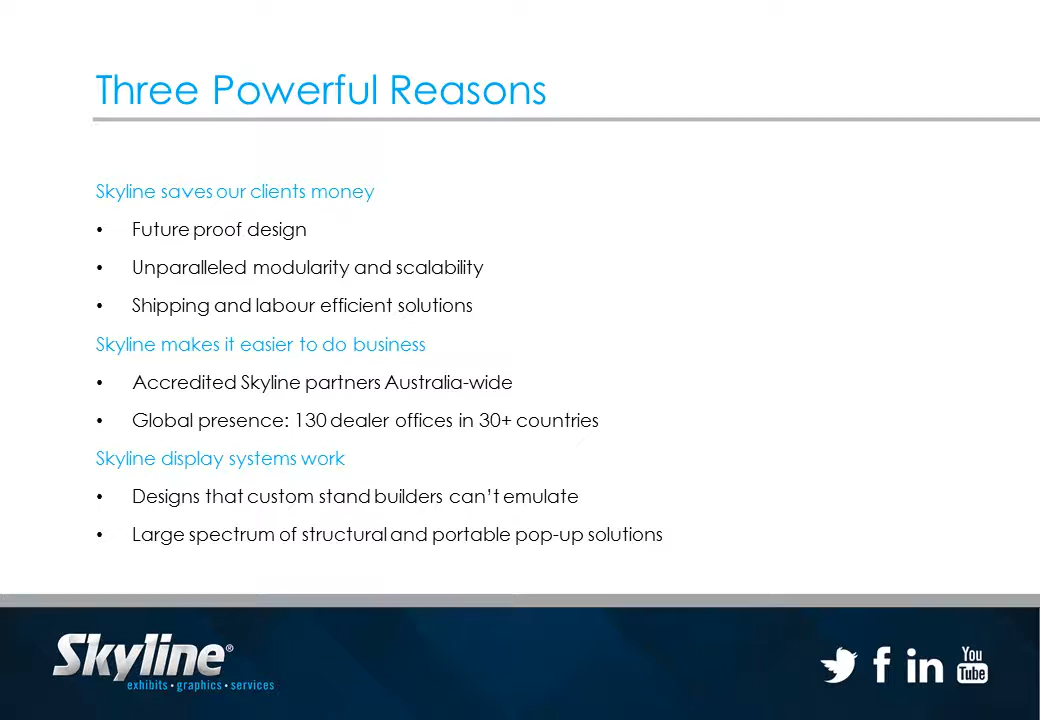 Three Powerful Reasons
Skyline saves our clients money
• Future proof design
• Unparalleled modularity and scalability
• Shipping and labour efficient solutions
Skyline makes it easier to do business
• Accredited Skyline partners Australia-wide
• Global presence: 130 dealer offices in 30+ countries
Skyline display systems work
• Designs that custom stand builders can't emulate
• Large spectrum of structural and portable pop-up solutions
Skyline®
exhibits • graphics • services
f
in
You
Tube